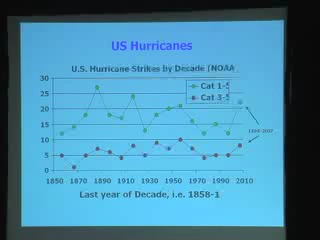 US Hurricanes
U.S. Hurricane Strikes by Decade (NOAA
Cat 1-5
Cat 3-5
30
25
20
15
10
5
0
1850 1870 1890 1910 1930 1950 1970 1990 2010
Last year of Decade, i.e. 1858-1